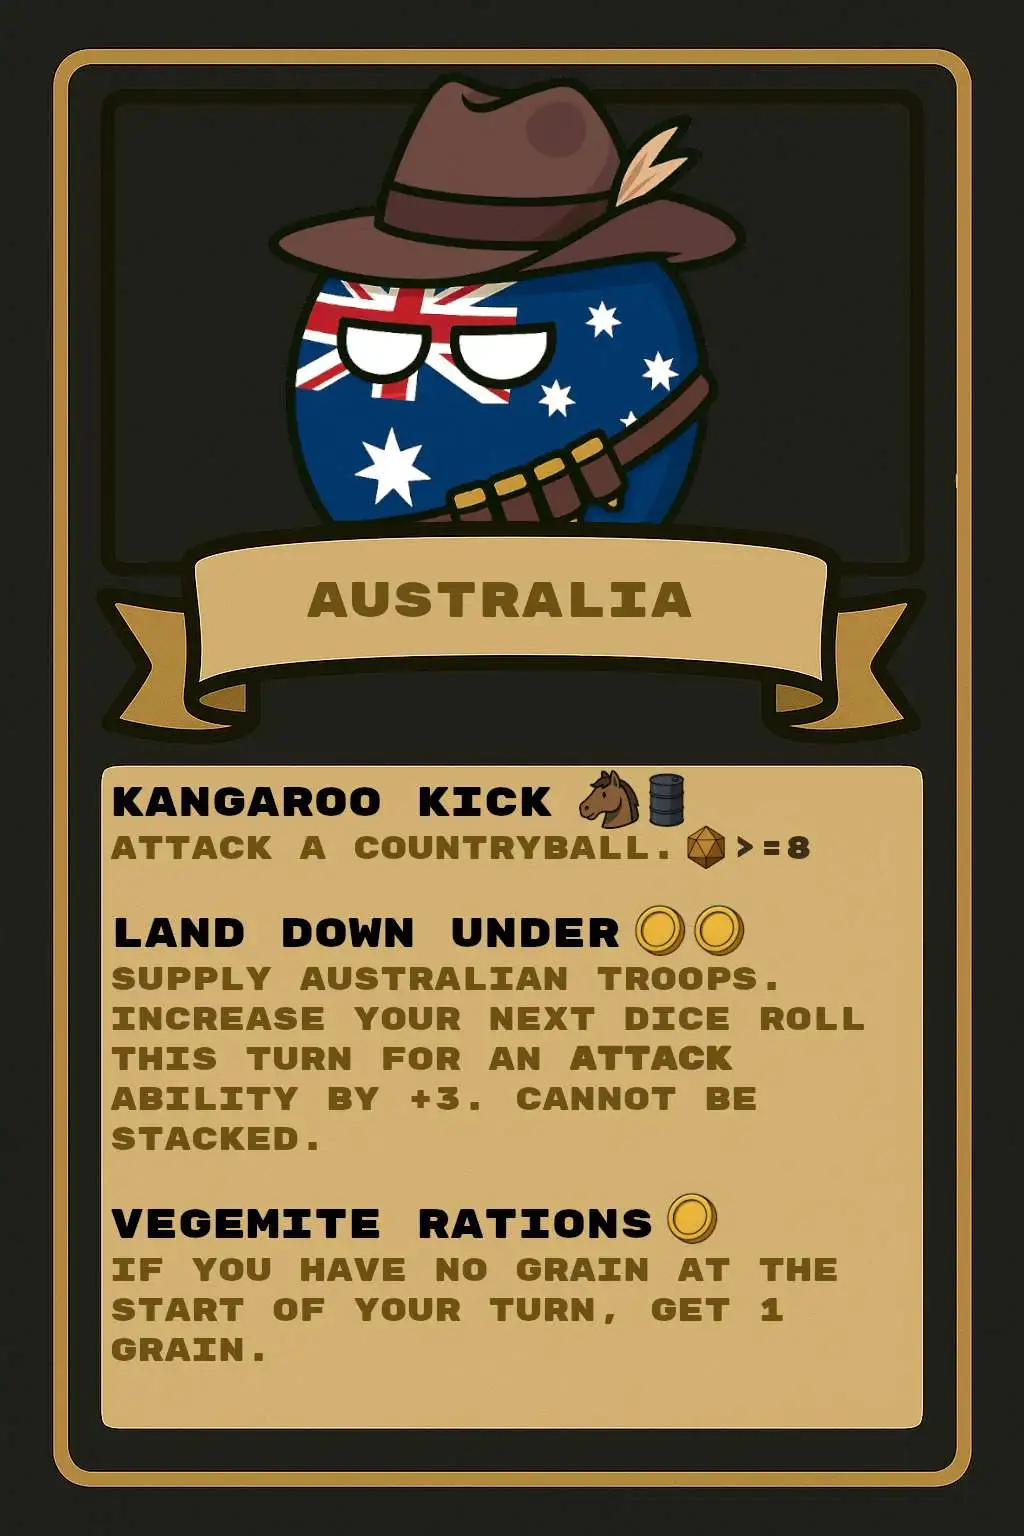 AUSTRALIA
KANGAROO KICK
ATTACK A COUNTRYBALL. >=8
LAND DOWN UNDER
SUPPLY AUSTRALIAN TROOPS.
INCREASE YOUR NEXT DICE ROLL
THIS TURN FOR AN ATTACK
ABILITY BY +3. CANNOT BE
STACKED.
VEGEMITE RATIONS
IF YOU HAVE NO GRAIN AT THE
START OF YOUR TURN, GET 1
GRAIN.